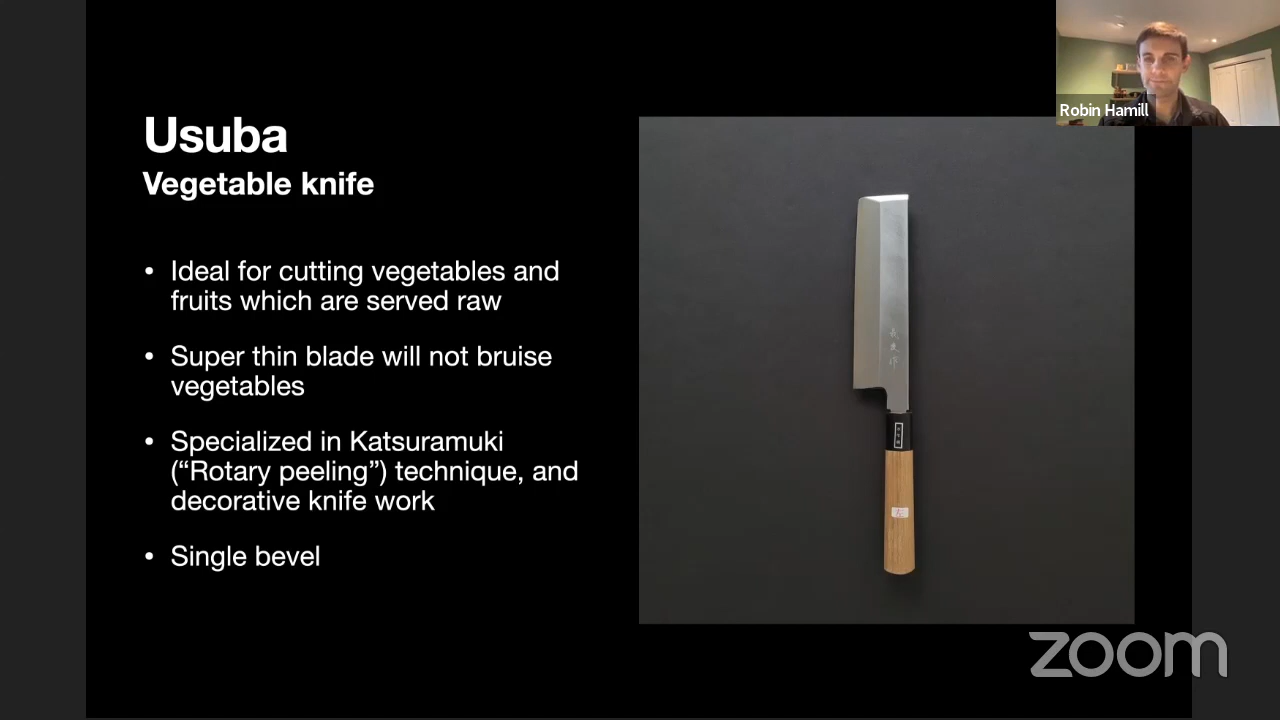 Robin Hamill
Usuba
Vegetable knife
• Ideal for cutting vegetables and
fruits which are served raw
• Super thin blade will not bruise
vegetables
• Specialized in Katsuramuki
(“Rotary peeling”) technique, and
decorative knife work
• Single bevel
zoom